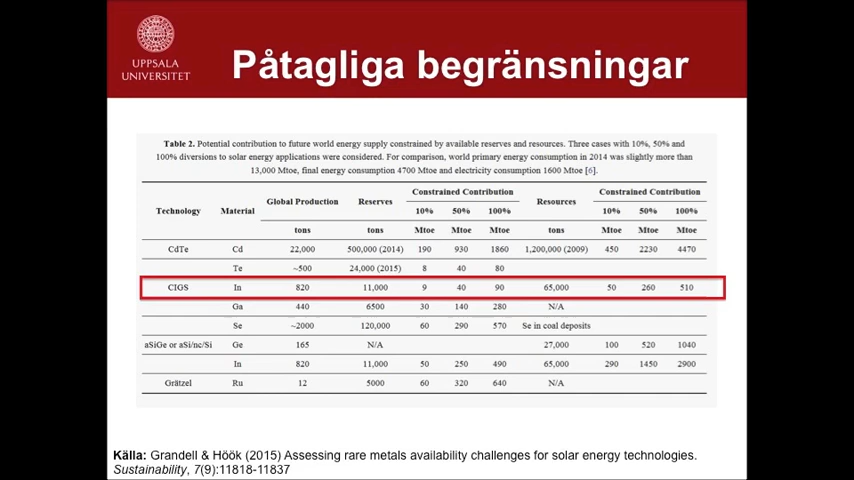 UPPSALA
UNIVERSITET
Påtagliga begränsningar
Table 2. Potential contribution to future world energy supply constrained by available reserves and resources. Three cases with 10%, 50% and
100% diversions to solar energy applications were considered. For comparison, world primary energy consumption in 2014 was slightly more than
13,000 Mtoe, final energy consumption 4700 Mtoe and electricity consumption 1600 Mtoe [6].
Technology Material Global Production Reserves Constrained Contribution Resources Constrained Contribution
10% 50% 100% 10% 50% 100%
tons tons Mtoe Mtoe Mtoe tons Mtoe Mtoe Mtoe
CdTe Cd 22,000 500,000 (2014) 190 930 1860 1,200,000 (2009) 450 2230 4470
Te ~500 24,000 (2015) 8 40 80
CIGS In 820 11,000 9 40 90 65,000 50 260 510
Ga 440 6500 30 140 280 N/A
Se ~2000 120,000 60 290 570 Se in coal deposits
aSiGe or aSi/nc/Si Ge 165 N/A 27,000 100 520 1040
In 820 11,000 50 250 490 65,000 290 1450 2900
Grätzel Ru 12 5000 60 320 640 N/A
Källa: Grandell & Höök (2015) Assessing rare metals availability challenges for solar energy technologies.
Sustainability, 7(9):11818-11837